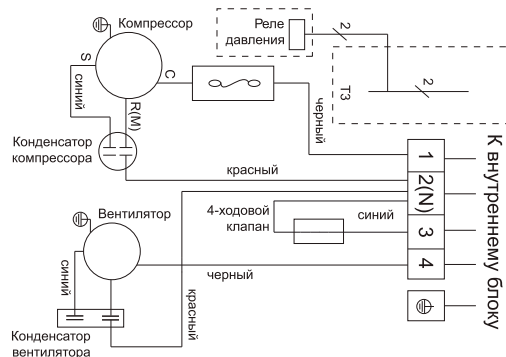 Компрессор
Реле
давления
2
2
T3
S
C
синий
R(M)
черный
Конденсатор
компрессора
красный
1
2(N)
3
4
К внутреннему блоку
4-ходовой
клапан
синий
Вентилятор
черный
синий
красный
Конденсатор
вентилятора